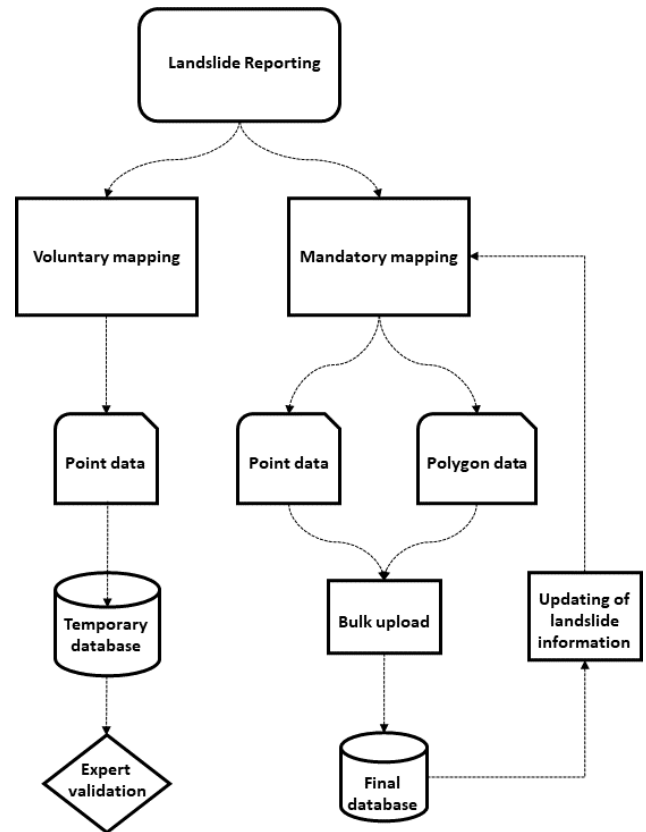 Landslide Reporting
Voluntary mapping
Mandatory mapping
Point data
Point data
Polygon data
Temporary
database
Bulk upload
Updating of
landslide
information
Expert
validation
Final
database